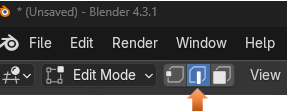 * (Unsaved) - Blender 4.3.1
File Edit Render Window Help
Edit Mode View